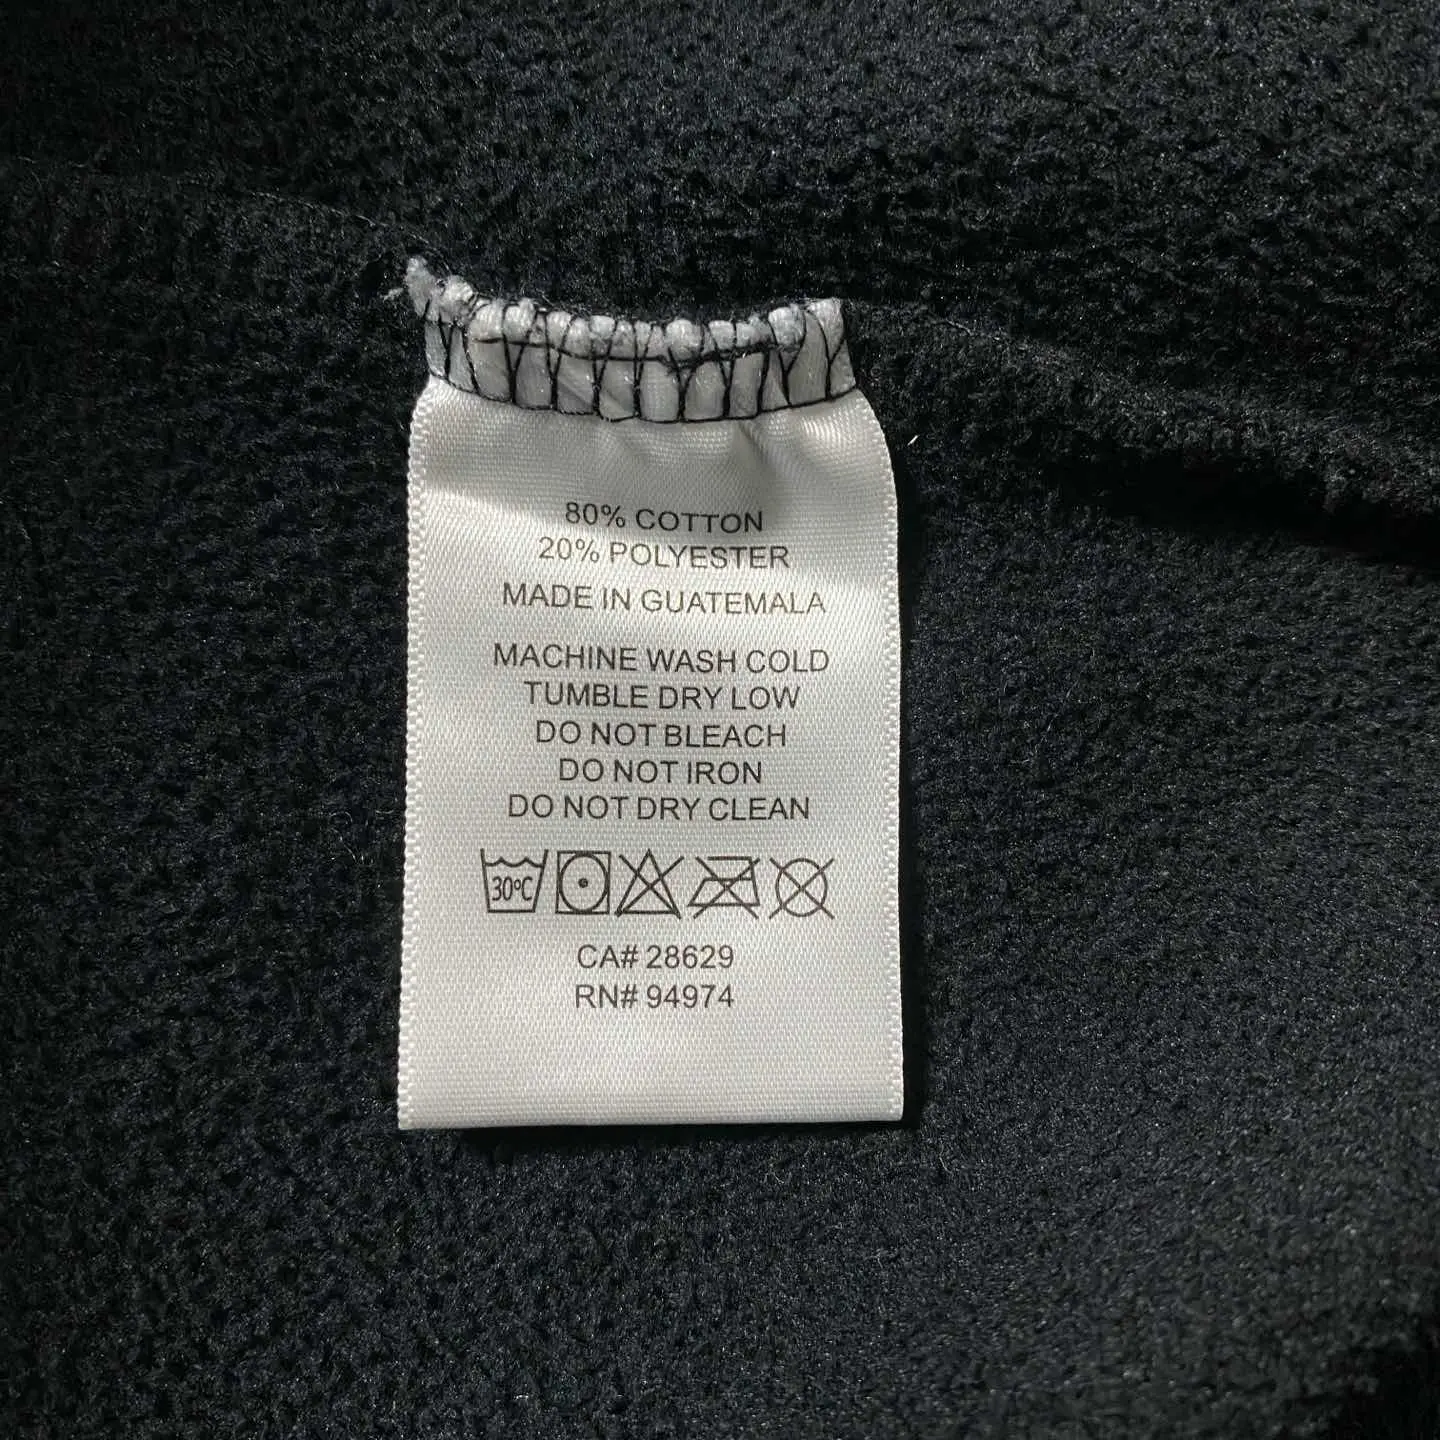 80% COTTON
20% POLYESTER
MADE IN GUATEMALA
MACHINE WASH COLD
TUMBLE DRY LOW
DO NOT BLEACH
DO NOT IRON
DO NOT DRY CLEAN
30°C
CA# 28629
RN# 94974